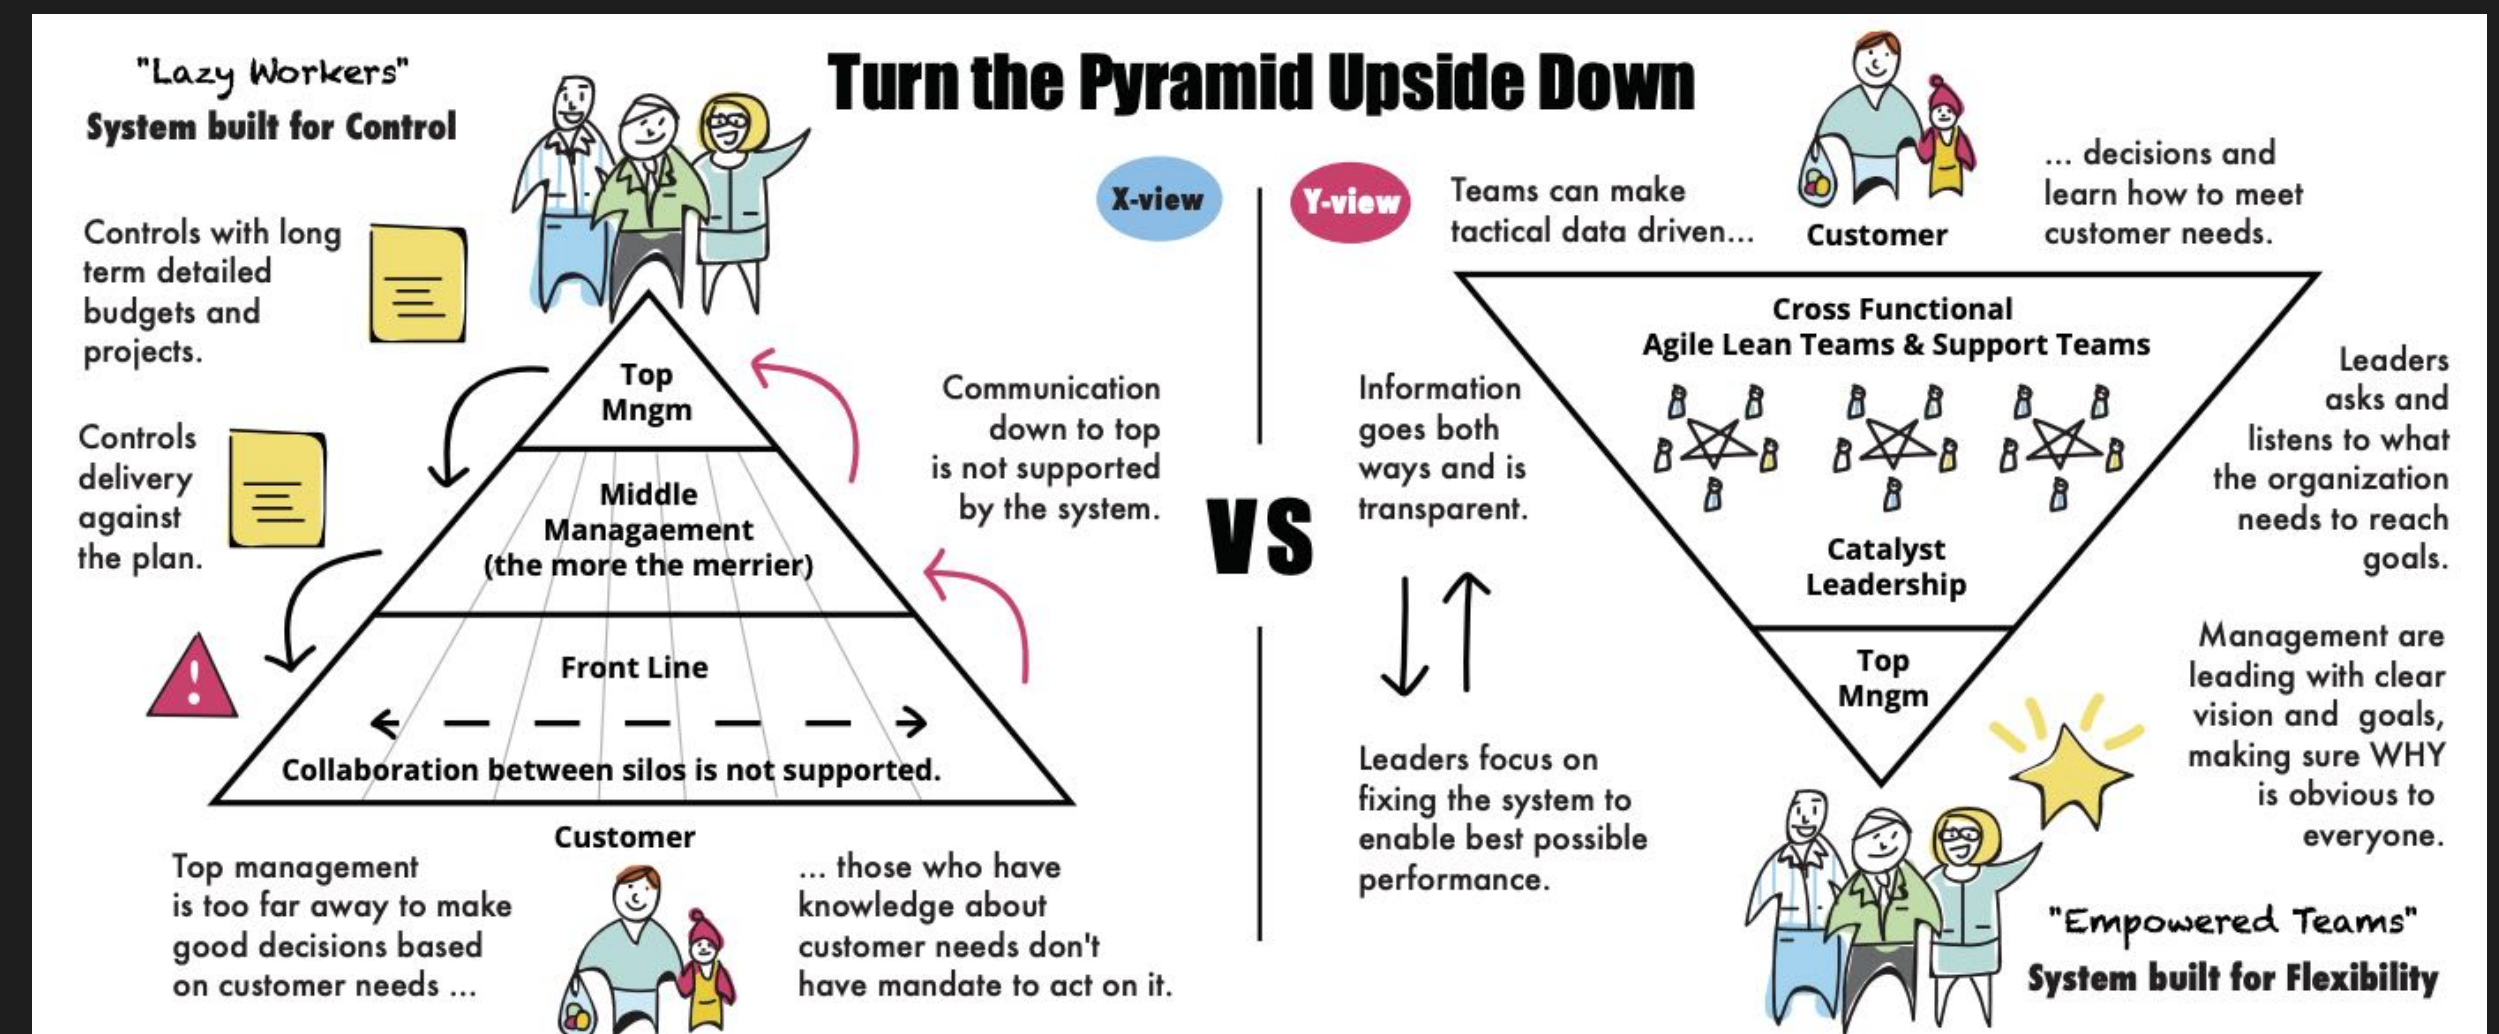 Turn the Pyramid Upside Down
"Lazy Workers"
System built for Control
Controls with long
term detailed
budgets and
projects.
Controls
delivery
against
the plan.
Top
Mngm
Middle
Managaement
(the more the merrier)
Front Line
Collaboration between silos is not supported.
Communication
down to top
is not supported
by the system.
Customer
Top management
is too far away to make
good decisions based
on customer needs ...
... those who have
knowledge about
customer needs don't
have mandate to act on it.
X-view
VS
Y-view
Teams can make
tactical data driven...
Customer
... decisions and
learn how to meet
customer needs.
Cross Functional
Agile Lean Teams & Support Teams
Catalyst
Leadership
Top
Mngm
Information
goes both
ways and is
transparent.
Leaders focus on
fixing the system to
enable best possible
performance.
Leaders
asks and
listens to what
the organization
needs to reach
goals.
Management are
leading with clear
vision and goals,
making sure WHY
is obvious to
everyone.
"Empowered Teams"
System built for Flexibility